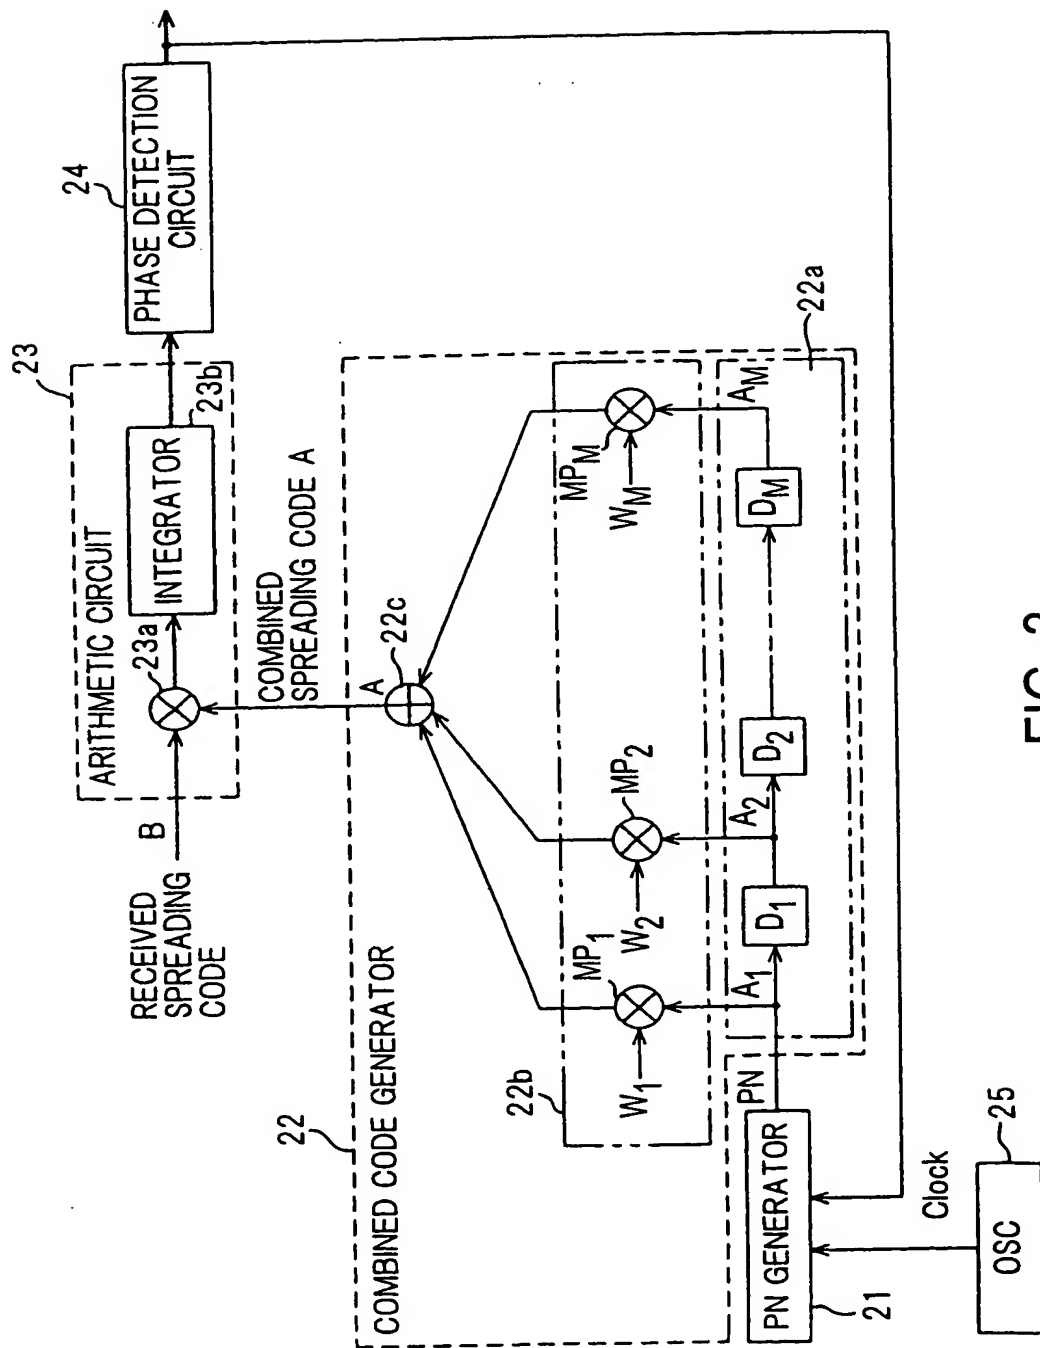 RECEIVED
SPREADING
CODE
B
ARITHMETIC CIRCUIT
23
23a
INTEGRATOR
23b
24
PHASE DETECTION
CIRCUIT
COMBINED
SPREADING CODE A
A
22c
22
COMBINED CODE GENERATOR
22b
MP1
W1
MP2
W2
MPM
WM
PN
A1
D1
A2
D2
DM
AM
22a
PN GENERATOR
21
Clock
25
OSC